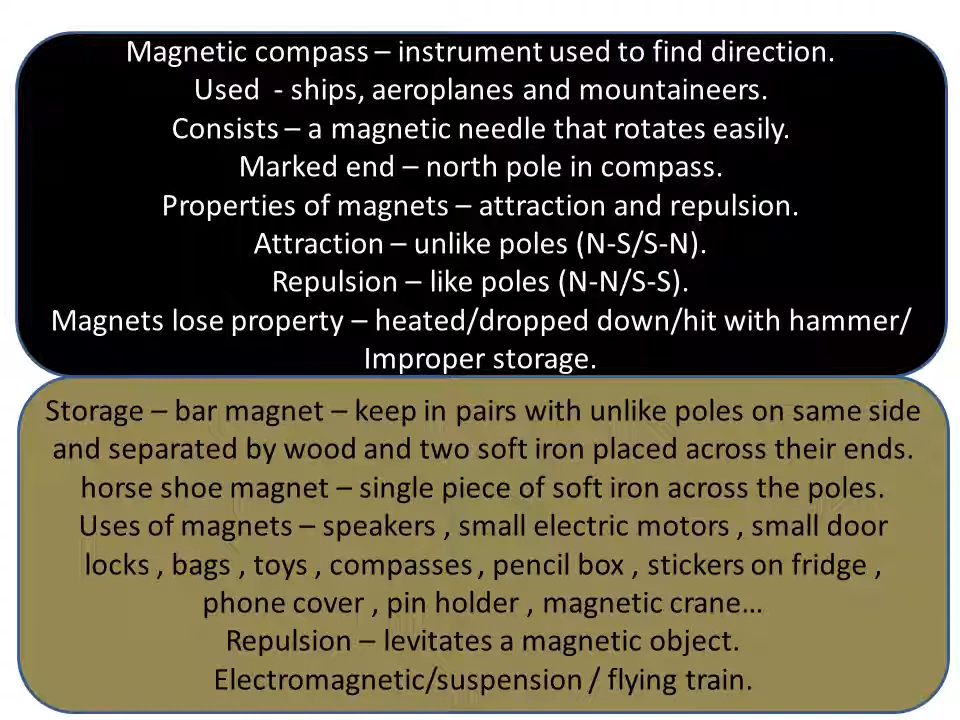 Magnetic compass – instrument used to find direction.
Used - ships, aeroplanes and mountaineers.
Consists – a magnetic needle that rotates easily.
Marked end – north pole in compass.
Properties of magnets – attraction and repulsion.
Attraction – unlike poles (N-S/S-N).
Repulsion – like poles (N-N/S-S).
Magnets lose property – heated/dropped down/hit with hammer/
Improper storage.
Storage – bar magnet – keep in pairs with unlike poles on same side
and separated by wood and two soft iron placed across their ends.
horse shoe magnet – single piece of soft iron across the poles.
Uses of magnets – speakers , small electric motors , small door
locks , bags , toys , compasses , pencil box , stickers on fridge ,
phone cover , pin holder , magnetic crane…
Repulsion – levitates a magnetic object.
Electromagnetic/suspension / flying train.